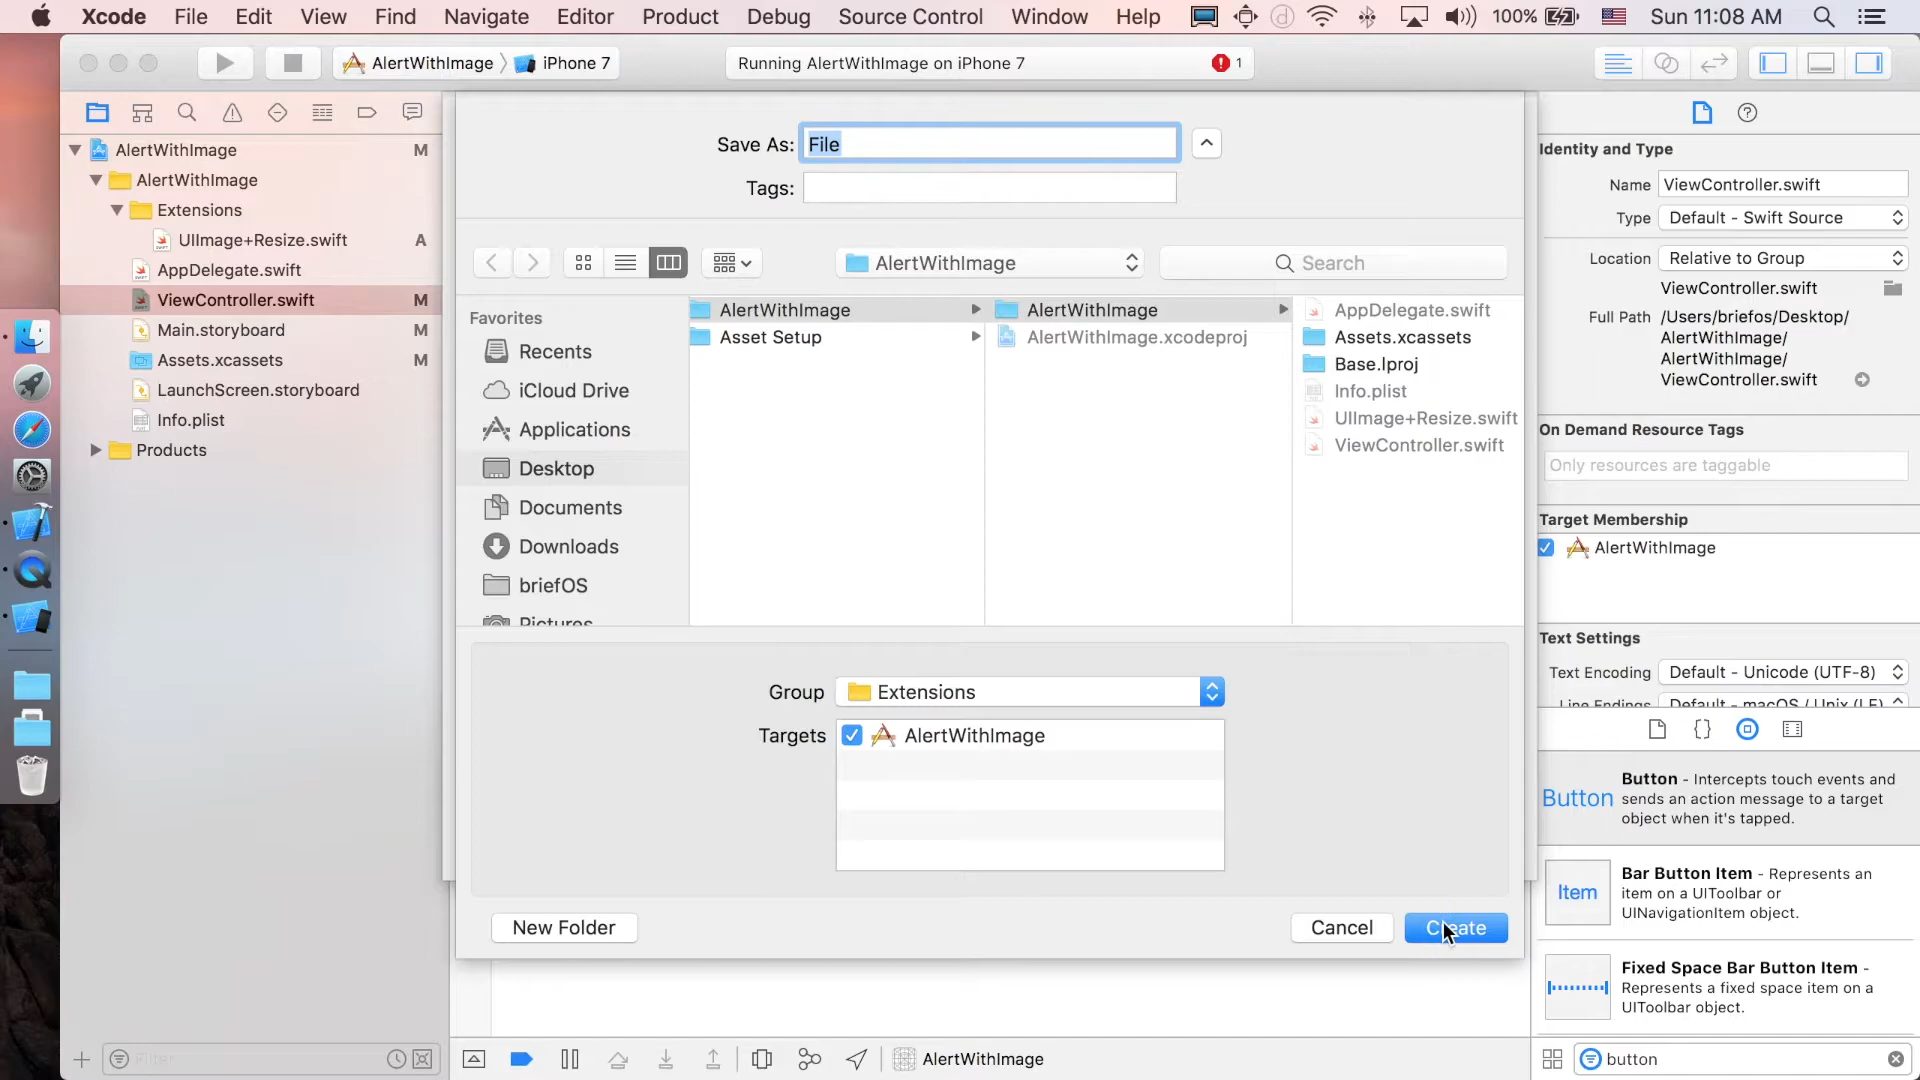 Xcode File Edit View Find Navigate Editor Product Debug Source Control Window Help 100% Sun 11:08 AM
AlertWithImage iPhone 7
Running AlertWithImage on iPhone 7 1
AlertWithImage M
AlertWithImage
Extensions
UIImage+Resize.swift A
AppDelegate.swift
ViewController.swift M
Main.storyboard M
Assets.xcassets M
LaunchScreen.storyboard
Info.plist
Products
Save As: File
Tags:
AlertWithImage
Search
Favorites
Recents
iCloud Drive
Applications
Desktop
Documents
Downloads
briefOS
Pictures
AlertWithImage
Asset Setup
AlertWithImage
AlertWithImage.xcodeproj
AppDelegate.swift
Assets.xcassets
Base.lproj
Info.plist
UIImage+Resize.swift
ViewController.swift
Group Extensions
Targets AlertWithImage
New Folder
Cancel
Create
Identity and Type
Name ViewController.swift
Type Default - Swift Source
Location Relative to Group
ViewController.swift
Full Path /Users/briefos/Desktop/
AlertWithImage/
AlertWithImage/
ViewController.swift
On Demand Resource Tags
Only resources are taggable
Target Membership
AlertWithImage
Text Settings
Text Encoding Default - Unicode (UTF-8)
Line Endings Default - macOS / Unix (LF)
Button
Button - Intercepts touch events and
sends an action message to a target
object when it's tapped.
Item
Bar Button Item - Represents an
item on a UIToolbar or
UINavigationItem object.
Fixed Space Bar Button Item -
Represents a fixed space item on a
UIToolbar object.
Filter
AlertWithImage
button